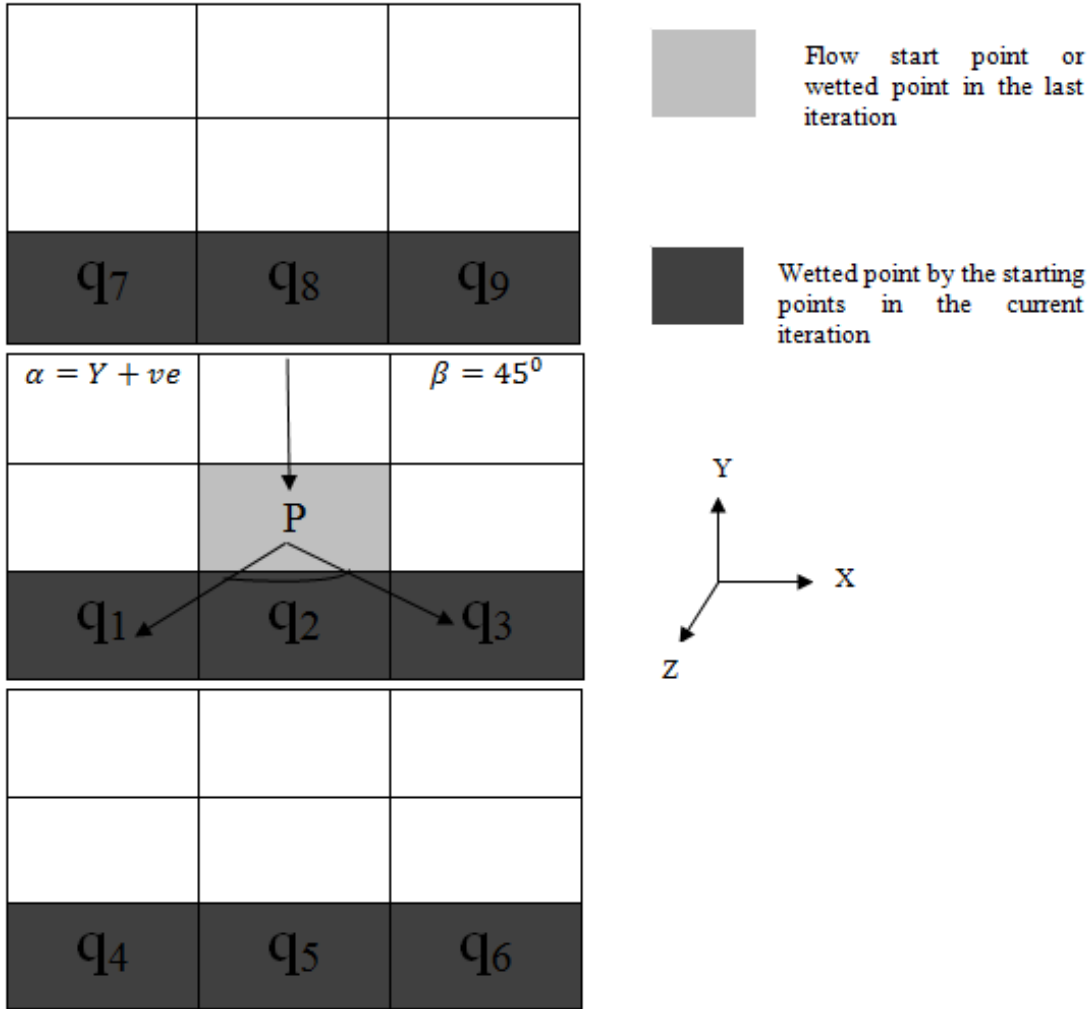 q7 q8 q9
Flow start point or
wetted point in the last
iteration
Wetted point by the starting
points in the current
iteration
α = Y + ve β = 45⁰
P
q1 q2 q3
Y
X
Z
q4 q5 q6